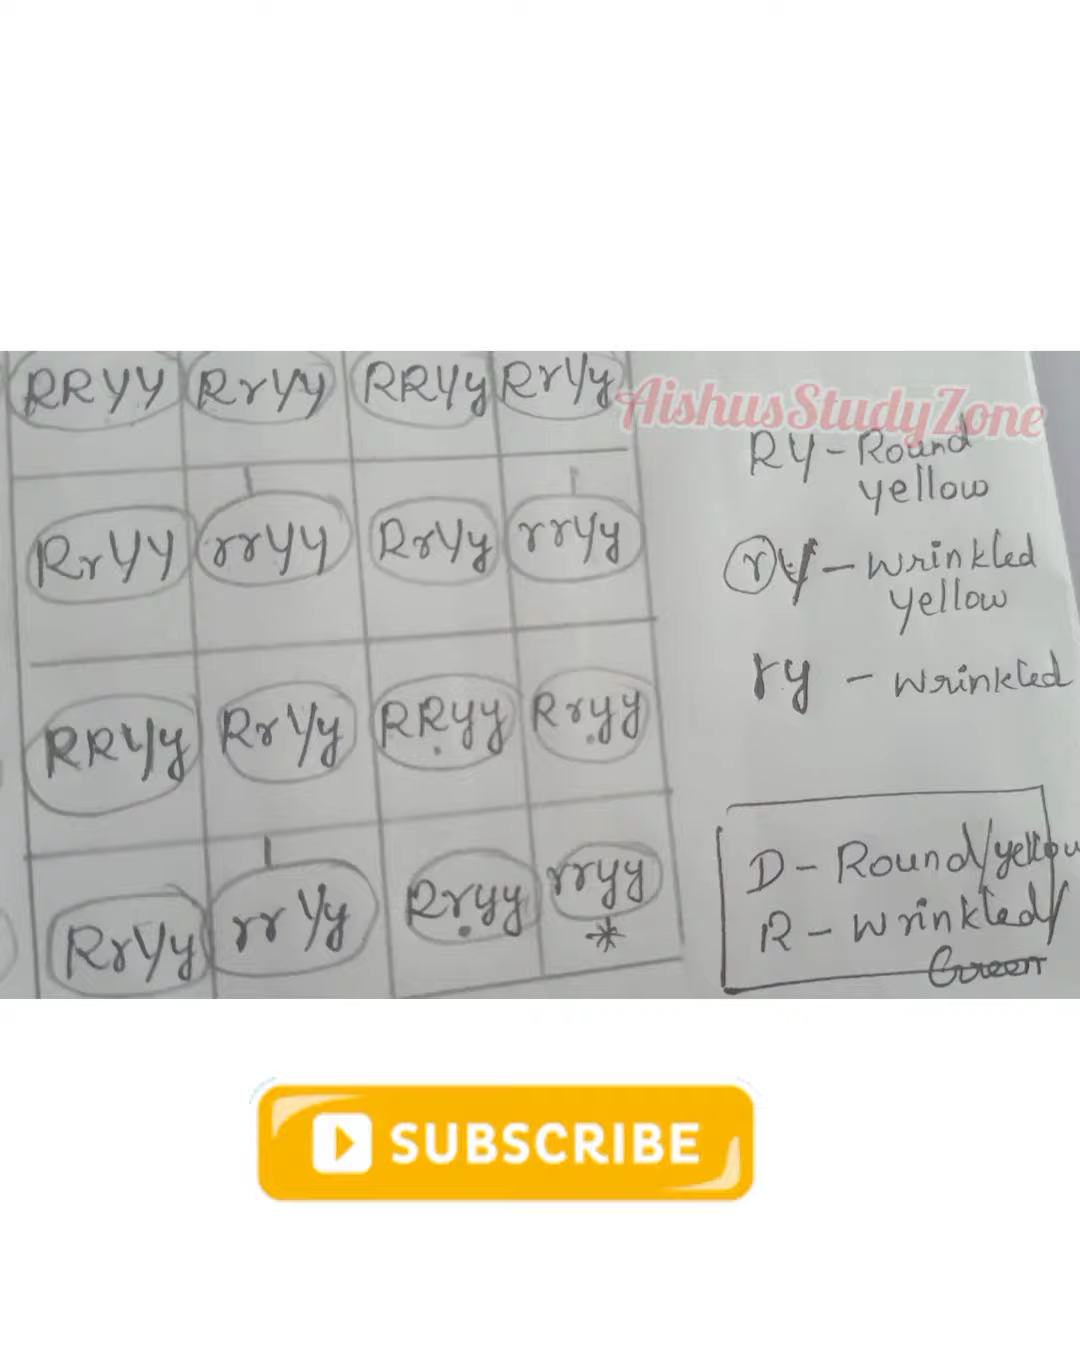 RRYY RrYy RRYy RrYy
AishusStudyZone
RY - Round
yellow
RrYY rrYY RrYy rrYy
rY - Wrinkled
yellow
ry - Wrinkled
RRYy RrYy RRyy Rryy
RrYy rrYy Rryy rryy
*
D - Round/yellow
R - Wrinkled/
Green
SUBSCRIBE